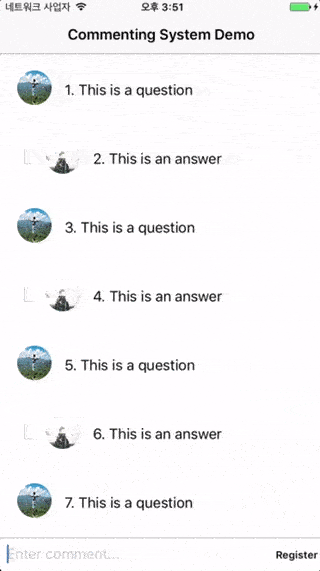 네트워크 사업자 오후 3:51
Commenting System Demo
1. This is a question
2. This is an answer
3. This is a question
4. This is an answer
5. This is a question
6. This is an answer
7. This is a question
Enter comment... Register